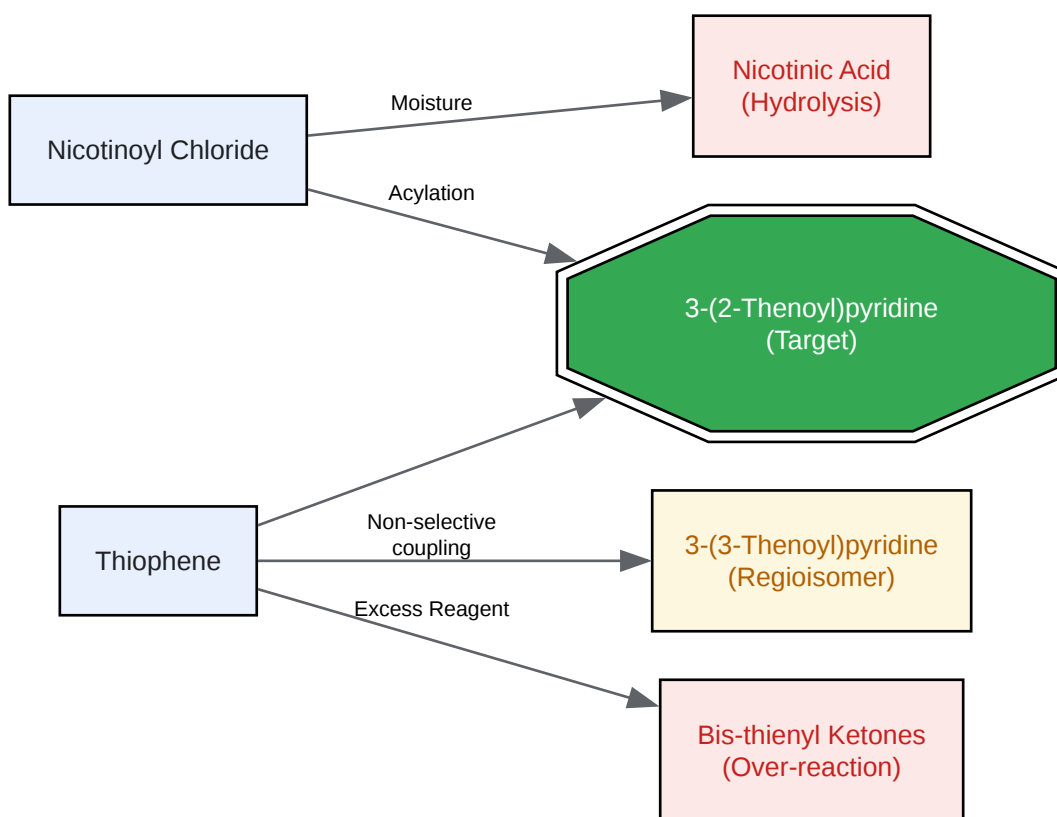 Nicotinic Acid
(Hydrolysis)
Moisture
Nicotinoyl Chloride
Acylation
3-(2-Thenoyl)pyridine
(Target)
Non-selective
coupling
Thiophene
3-(3-Thenoyl)pyridine
(Regioisomer)
Excess Reagent
Bis-thienyl Ketones
(Over-reaction)